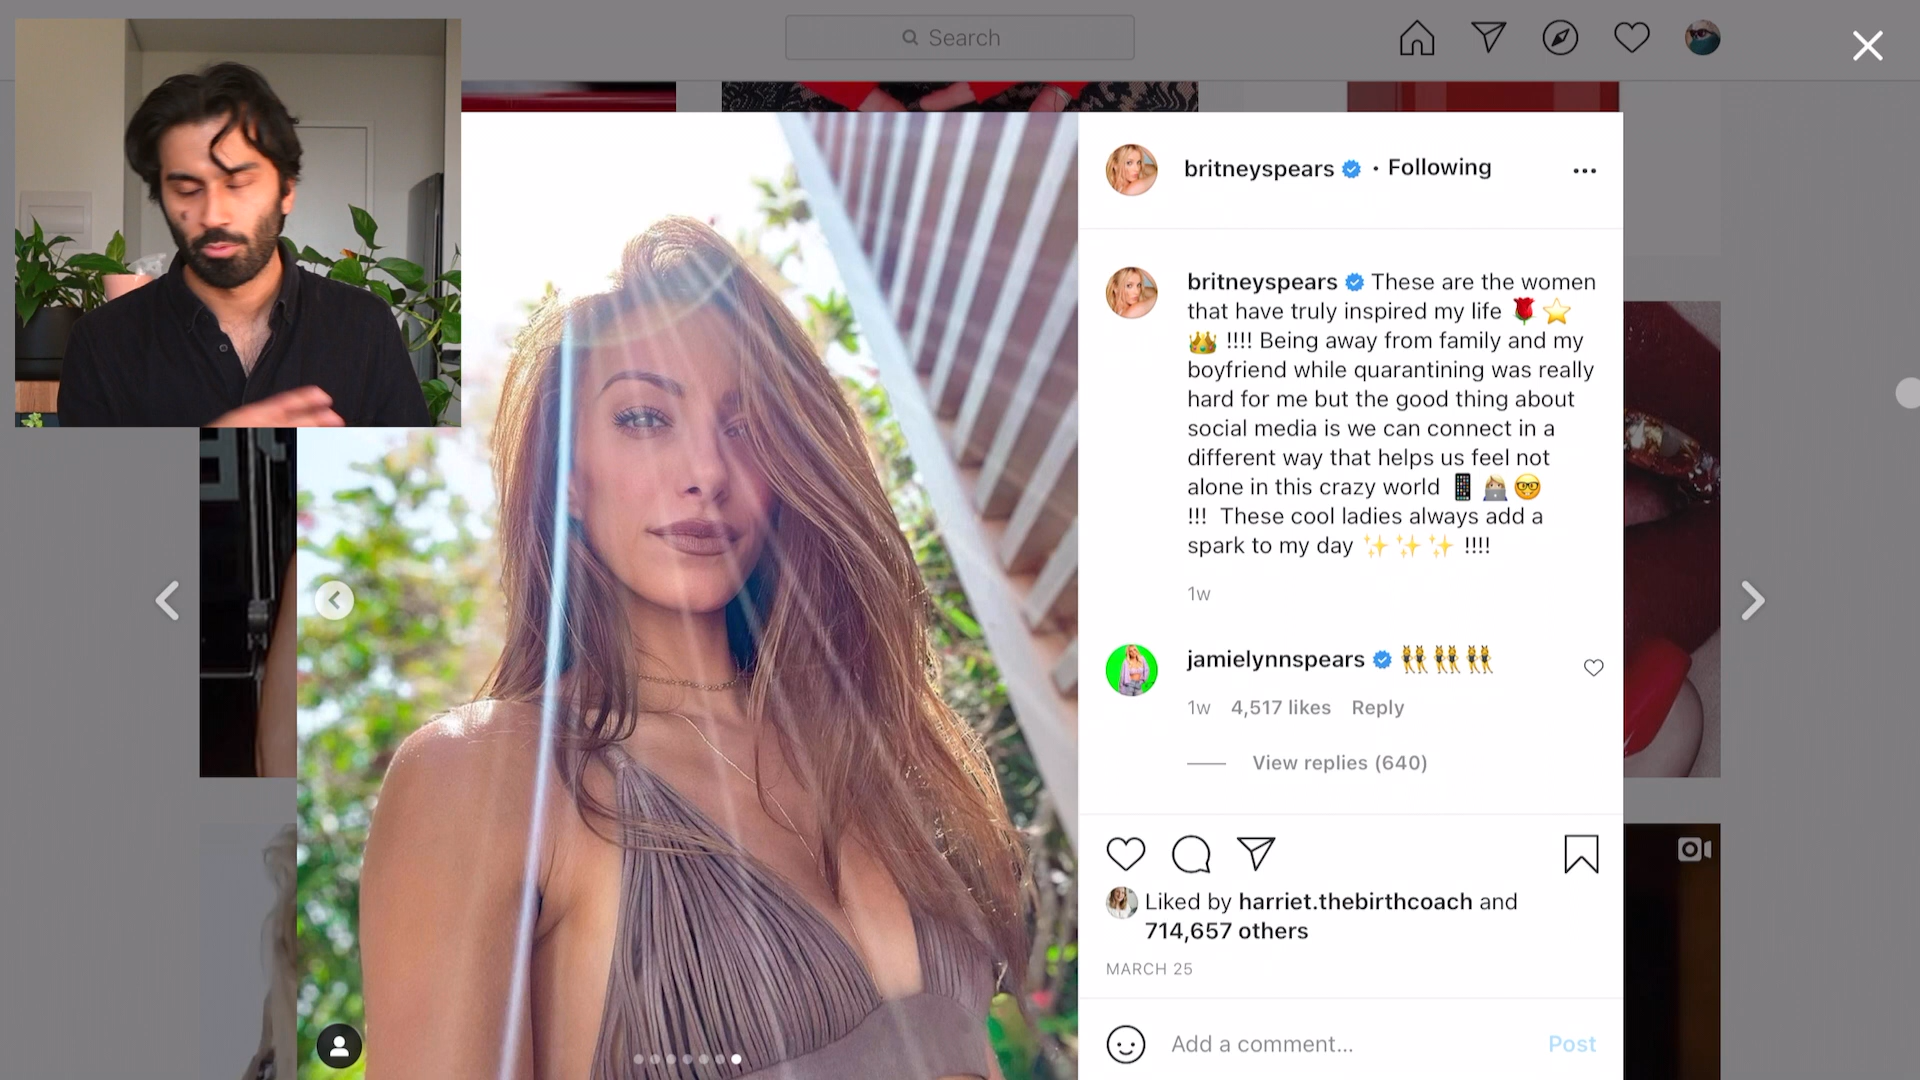 Search
britneyspears • Following
britneyspears These are the women
that have truly inspired my life 🌹⭐
👑 !!!! Being away from family and my
boyfriend while quarantining was really
hard for me but the good thing about
social media is we can connect in a
different way that helps us feel not
alone in this crazy world 📱👩🏼‍💻🤓
!!! These cool ladies always add a
spark to my day ✨✨✨ !!!!
1w
jamielynnspears 👯👯👯
1w 4,517 likes Reply
View replies (640)
Liked by harriet.thebirthcoach and
714,657 others
MARCH 25
Add a comment... Post